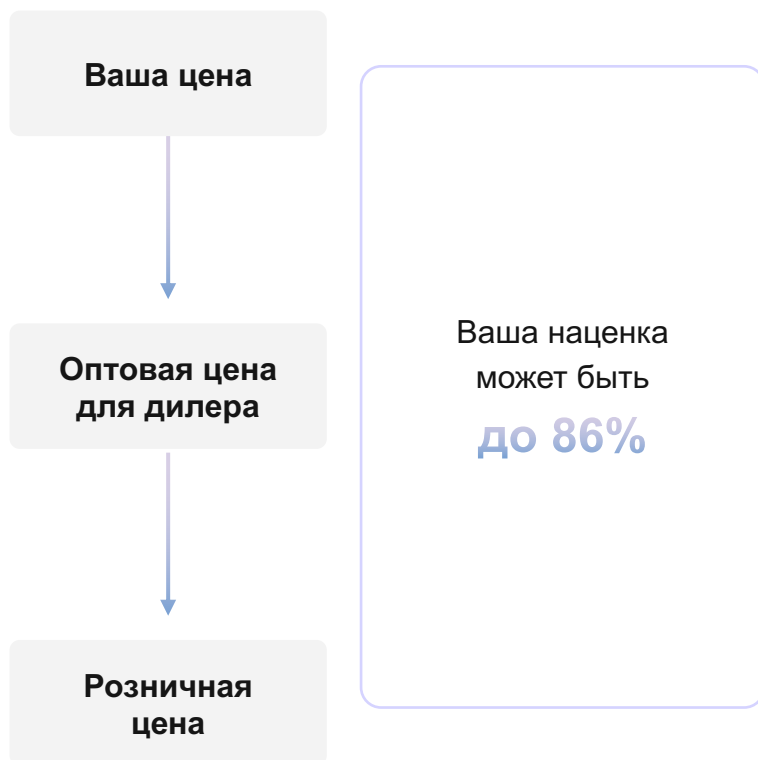 Ваша цена
Оптовая цена
для дилера
Розничная
цена
Ваша наценка
может быть
до 86%